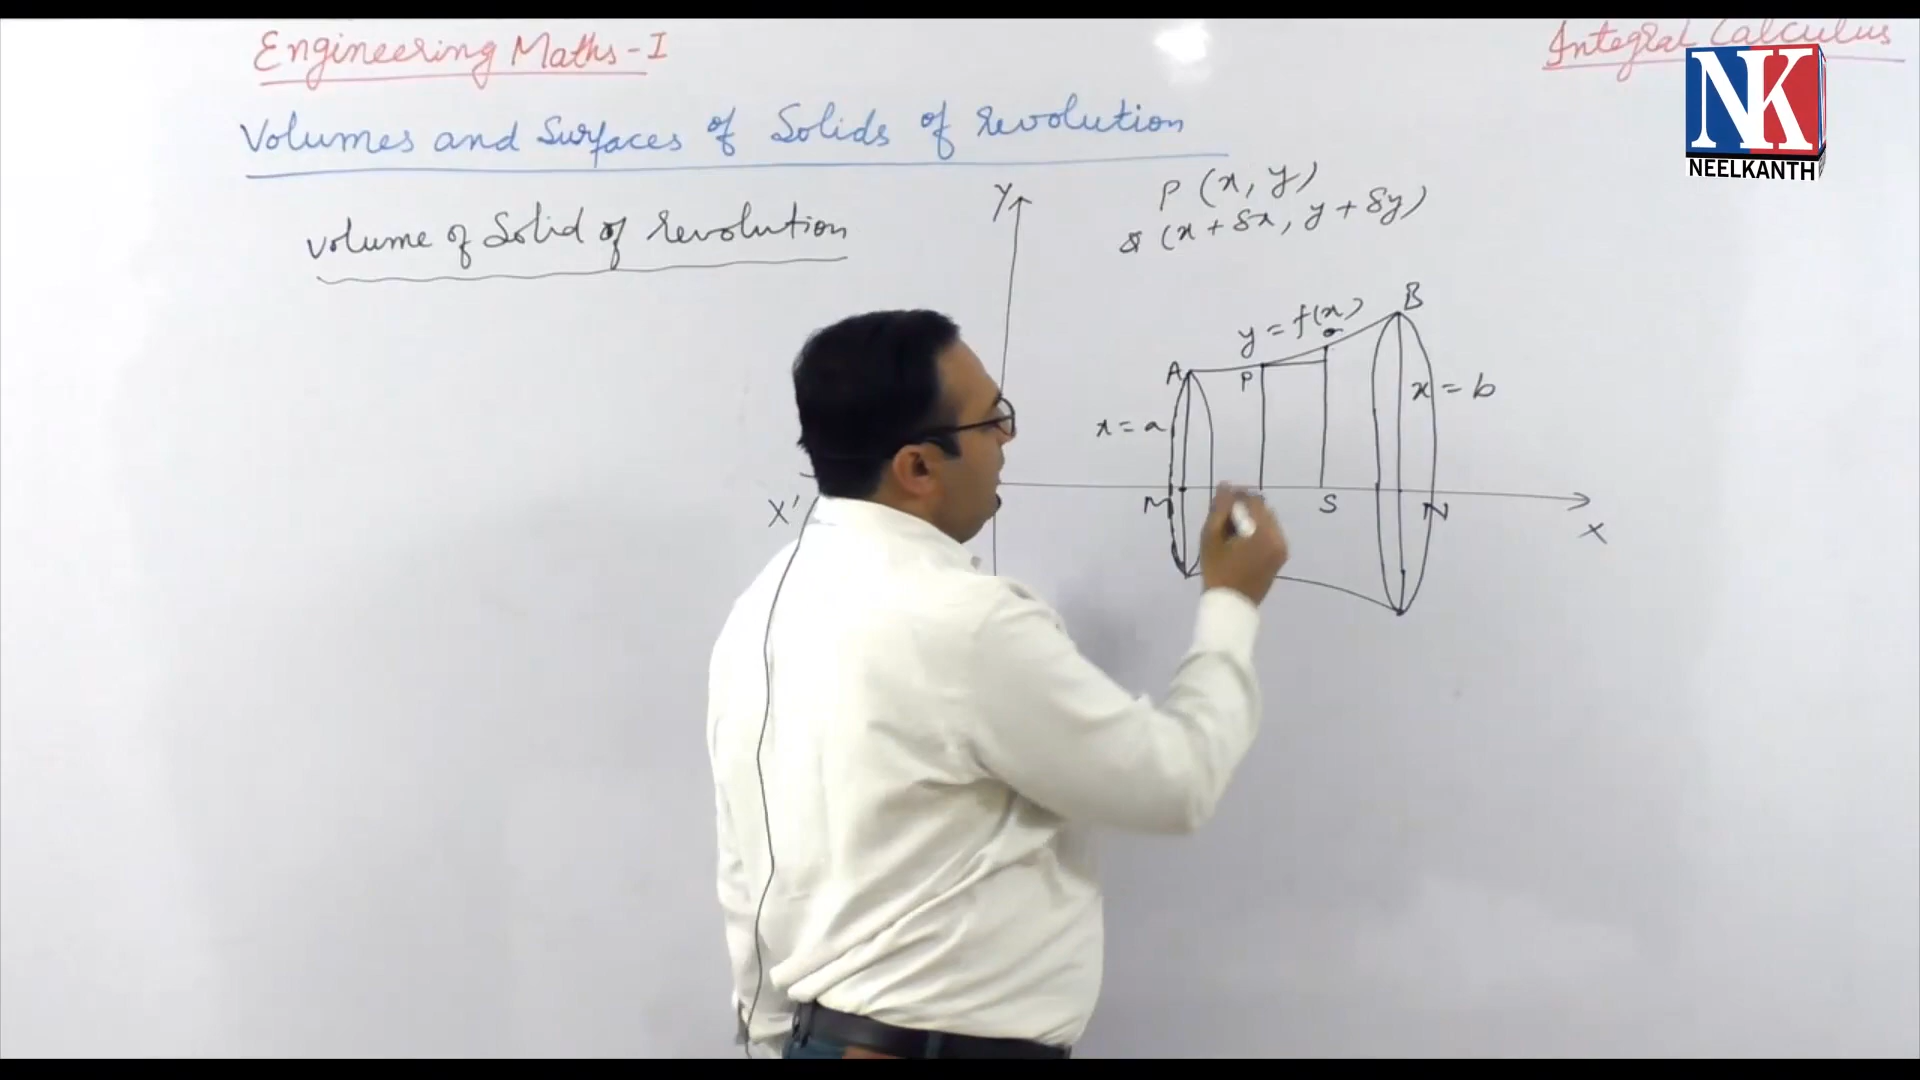 Engineering Maths - I
Integral Calculus
NK
NEELKANTH
Volumes and Surfaces of Solids of revolution
Volume of Solid of revolution
Y
P (x, y)
Q (x + δx, y + δy)
y = f(x)
B
Q
A
P
x = a
x = b
X'
M
S
N
X